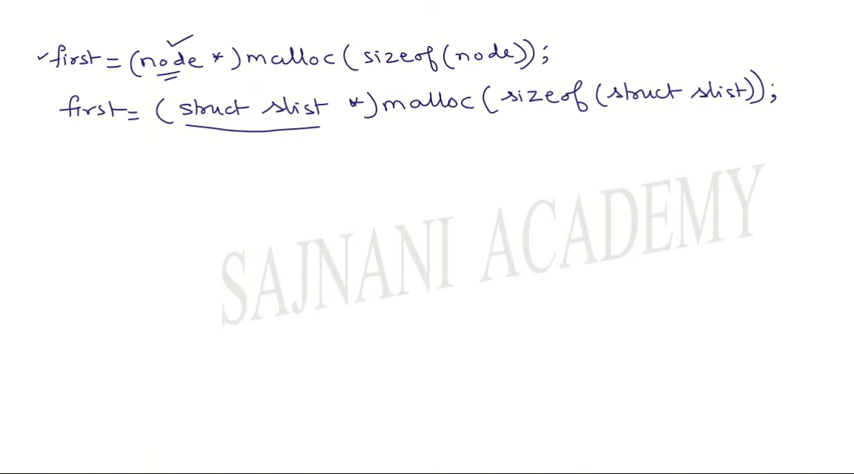 first = (node *) malloc (sizeof(node));
first = (struct slist *) malloc (sizeof (struct slist));
SAJNANI ACADEMY